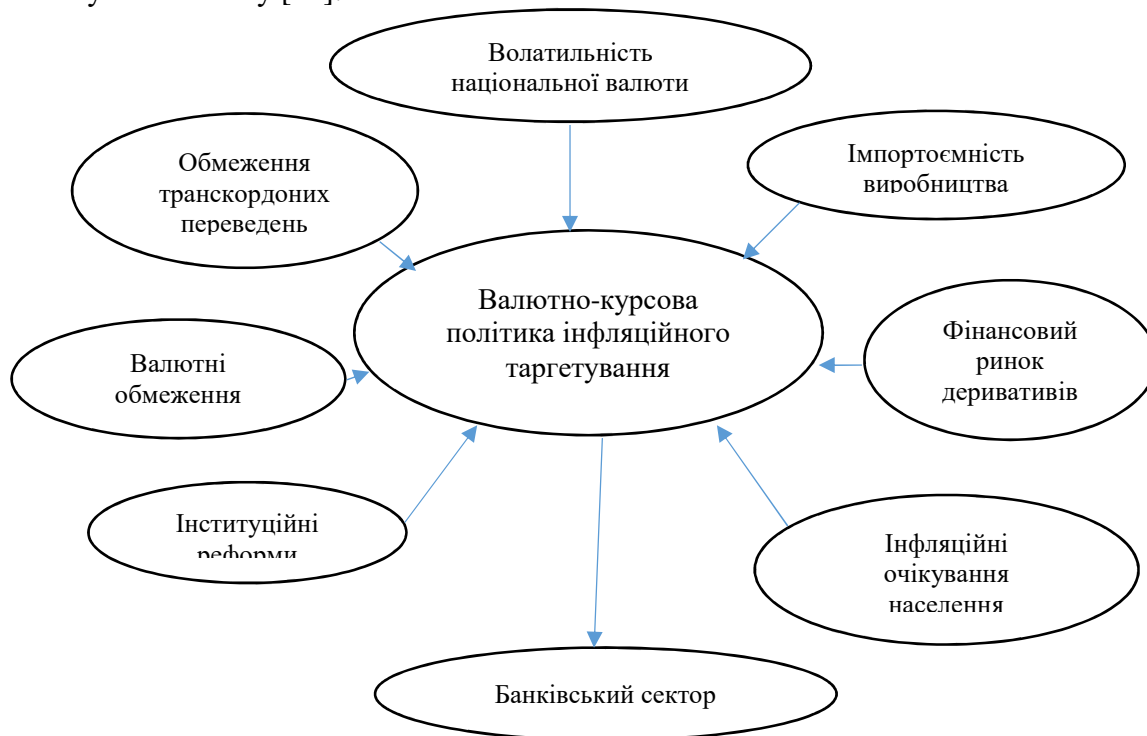 Волатильність
національної валюти
Обмеження
транскордоних
переведень
Імпортоємність
виробництва
Валютно-курсова
політика інфляційного
таргетування
Фінансовий
ринок
деривативів
Валютні
обмеження
Інституційні
реформи
Інфляційні
очікування
населення
Банківський сектор